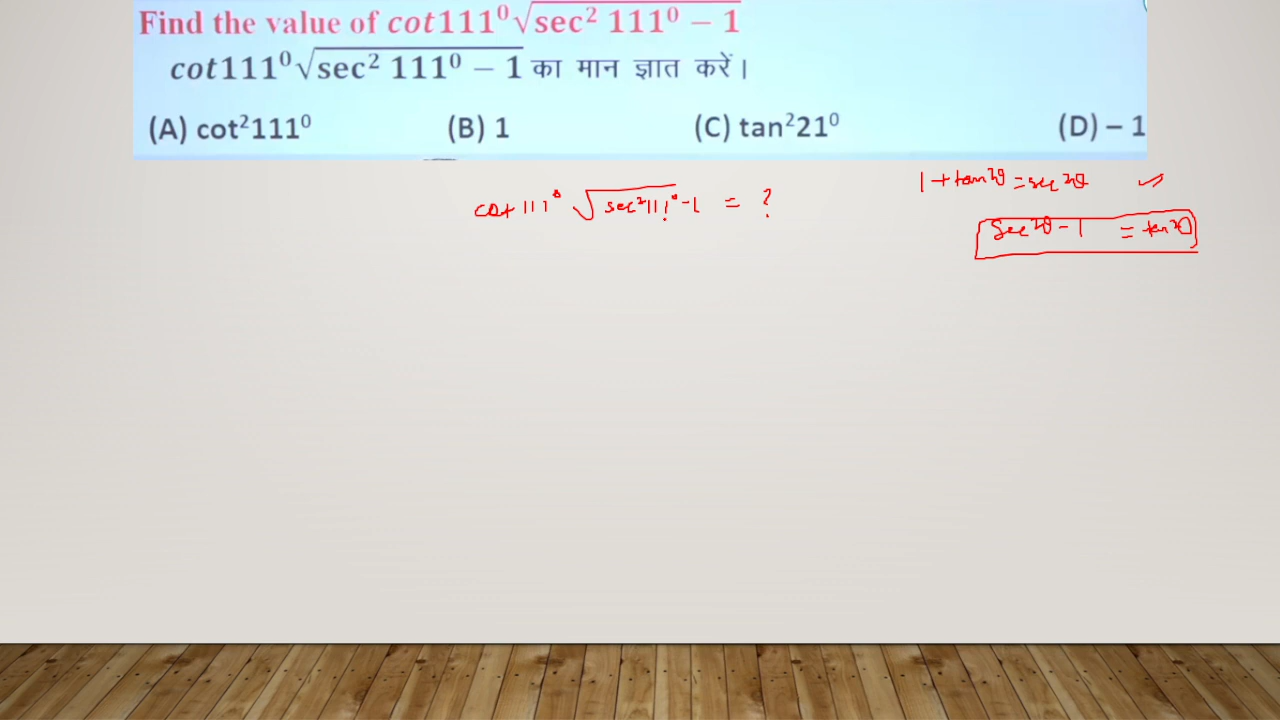 Find the value of cot111⁰√sec² 111⁰ − 1
cot111⁰√sec² 111⁰ − 1 का मान ज्ञात करें।
(A) cot²111⁰ (B) 1 (C) tan²21⁰ (D) – 1
1+tan²θ=sec²θ
cot 111° √sec²111°-1 = ?
Sec²θ-1 = tan²θ